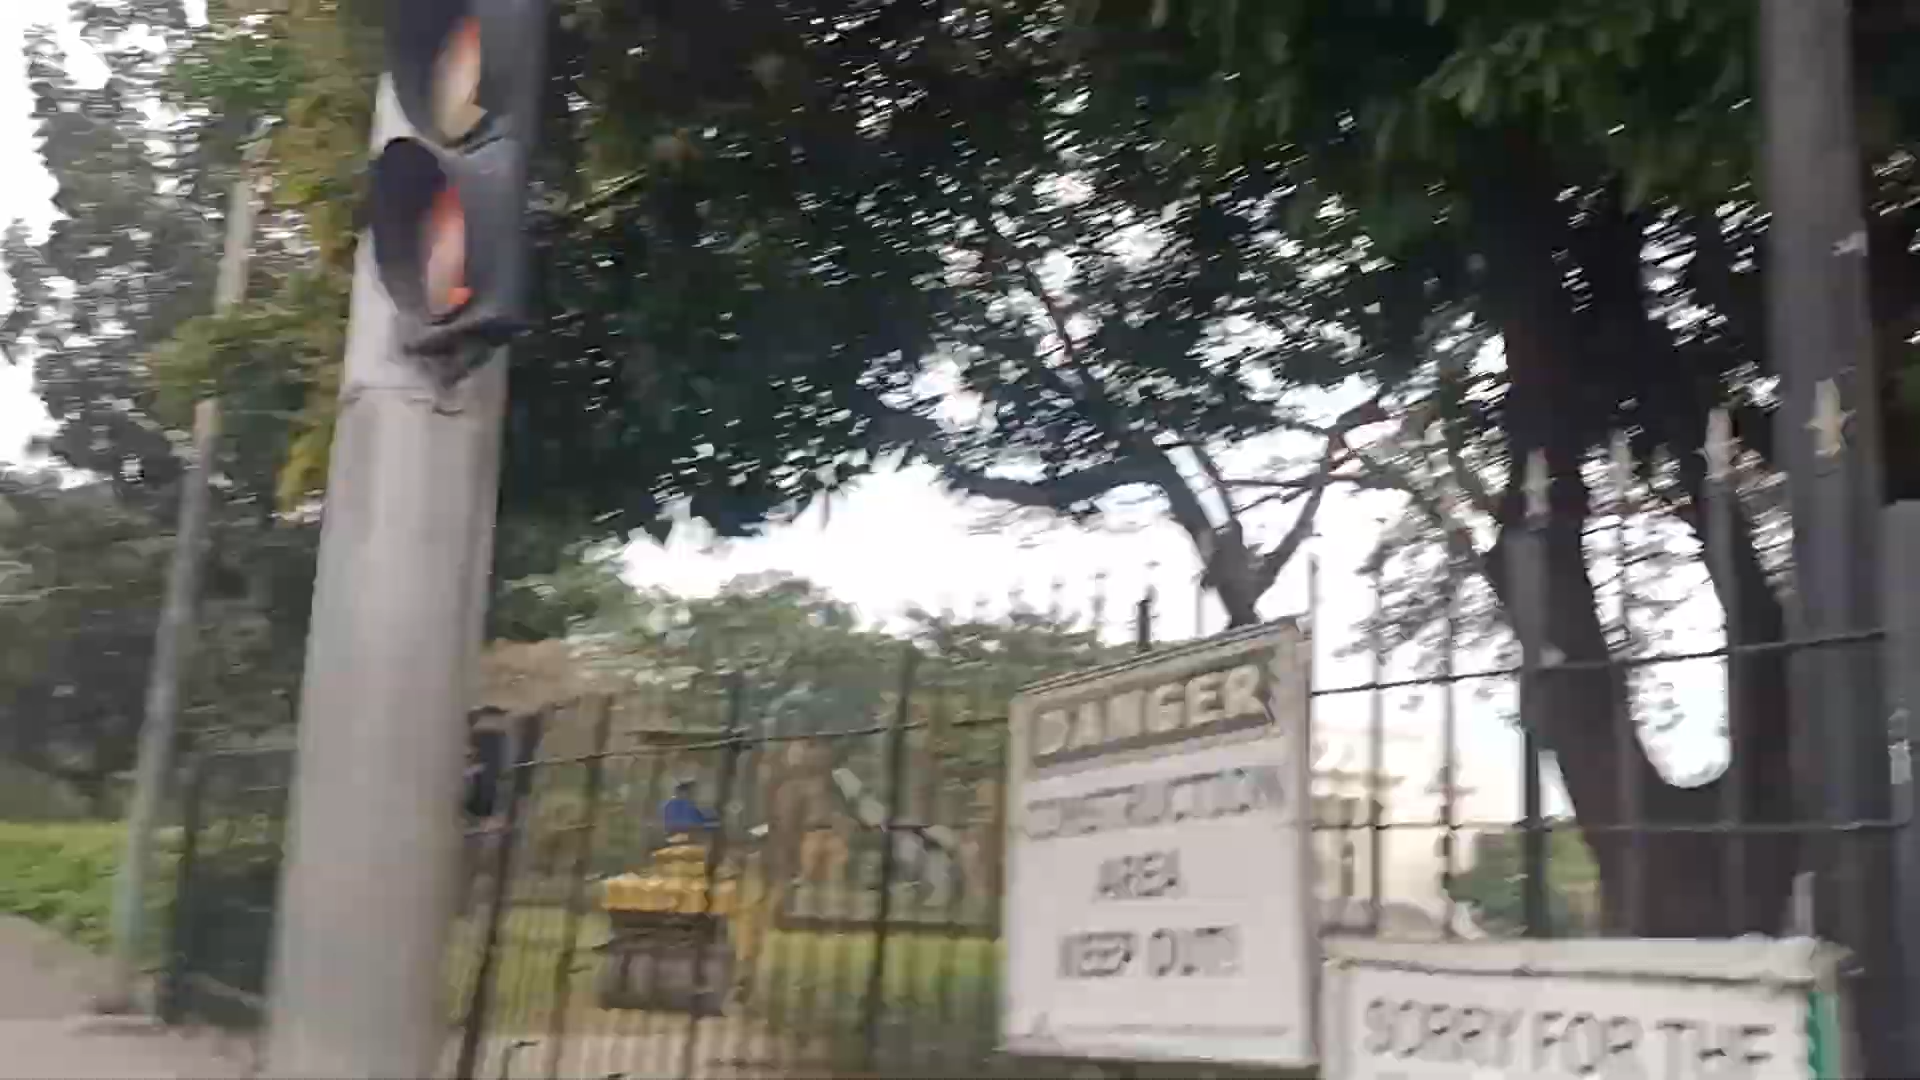 DANGER
CONSTRUCTION
AREA
KEEP OUT!
SORRY FOR THE